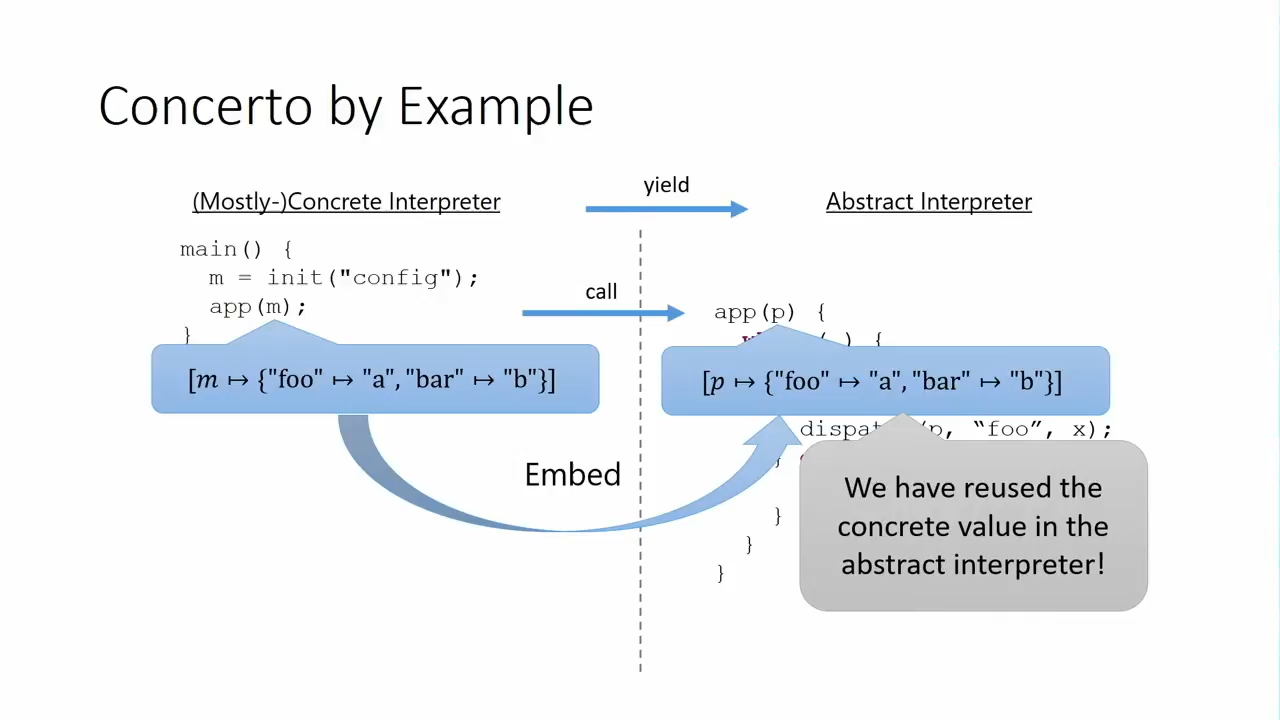 Concerto by Example
(Mostly-)Concrete Interpreter
yield
Abstract Interpreter
main() {
m = init("config");
app(m);
}
call
app(p) {
) {
[m ↦ {"foo" ↦ "a", "bar" ↦ "b"}]
[p ↦ {"foo" ↦ "a", "bar" ↦ "b"}]
p, “foo”, x);
}
Embed
We have reused the
concrete value in the
abstract interpreter!
}
}
}